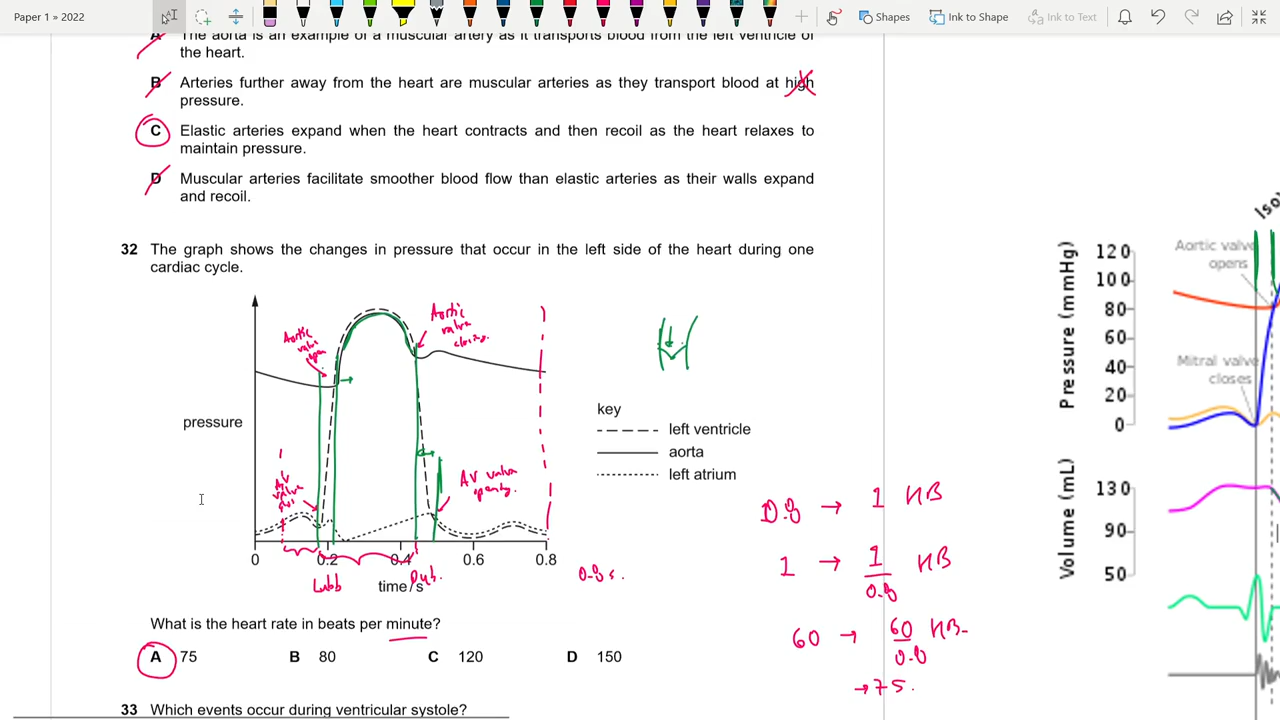 Paper 1 » 2022
Shapes
Ink to Shape
Ink to Text
A The aorta is an example of a muscular artery as it transports blood from the left ventricle of
the heart.
B Arteries further away from the heart are muscular arteries as they transport blood at high
pressure.
C Elastic arteries expand when the heart contracts and then recoil as the heart relaxes to
maintain pressure.
D Muscular arteries facilitate smoother blood flow than elastic arteries as their walls expand
and recoil.
32 The graph shows the changes in pressure that occur in the left side of the heart during one
cardiac cycle.
Aortic
valve
open
Aortic
valve
closing.
pressure
AV
valve
AV valve
opening.
0 0.2 0.4 0.6 0.8
Lubb
Dub.
0.8s.
time/s
key
left ventricle
aorta
left atrium
0.8 → 1 HB
1 → 1/0.8 HB
60 → 60/0.8 HB
→ 75.
What is the heart rate in beats per minute?
A 75 B 80 C 120 D 150
33 Which events occur during ventricular systole?
Aortic valve
opens
Mitral valve
closes
Pressure (mmHg)
120
100
80
60
40
20
0
Volume (mL)
130
90
50